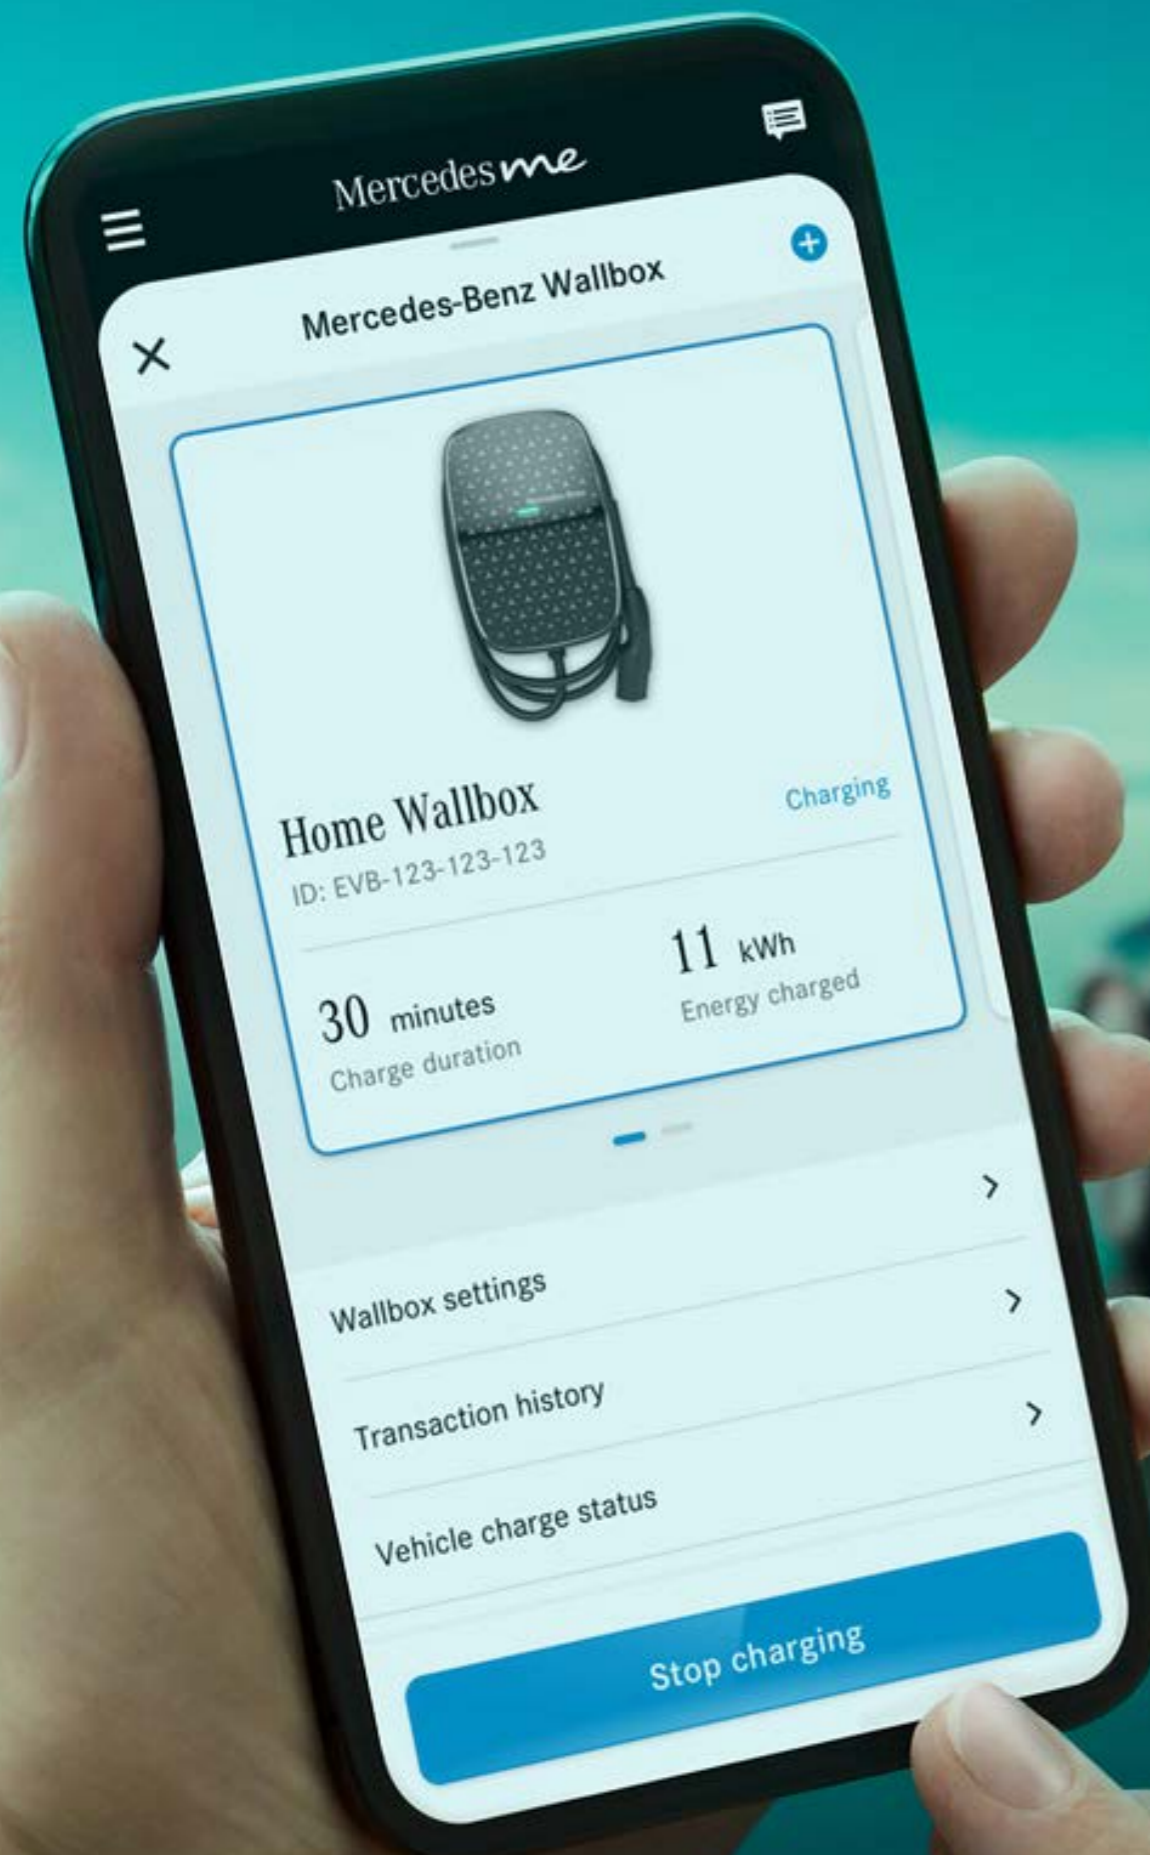 Mercedes me
Mercedes-Benz Wallbox
Home Wallbox
Charging
ID: EVB-123-123-123
30 minutes
Charge duration
11 kWh
Energy charged
Wallbox settings
Transaction history
Vehicle charge status
Stop charging